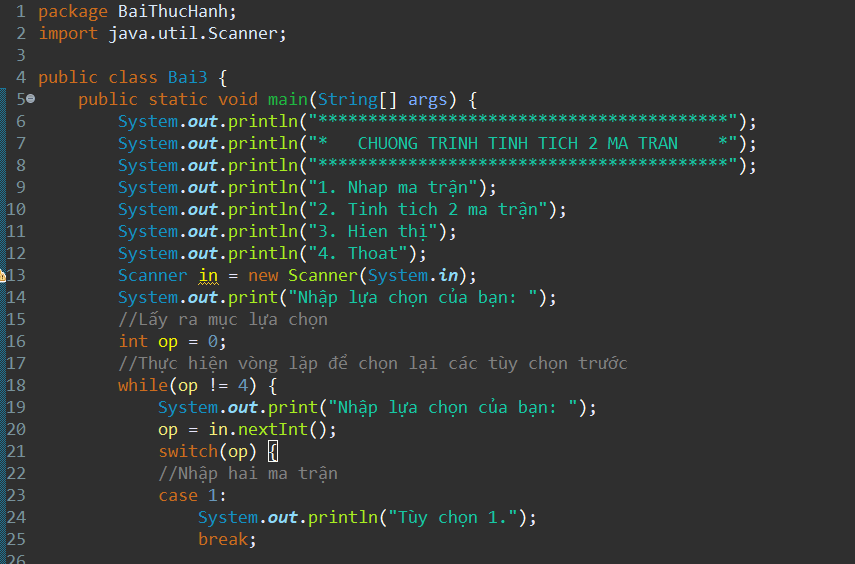 1 package BaiThucHanh;
2 import java.util.Scanner;
3
4 public class Bai3 {
5 public static void main(String[] args) {
6 System.out.println("*****************************************");
7 System.out.println("*   CHUONG TRINH TINH TICH 2 MA TRAN    *");
8 System.out.println("*****************************************");
9 System.out.println("1. Nhap ma trận");
10 System.out.println("2. Tinh tich 2 ma trận");
11 System.out.println("3. Hien thị");
12 System.out.println("4. Thoat");
13 Scanner in = new Scanner(System.in);
14 System.out.print("Nhập lựa chọn của bạn: ");
15 //Lấy ra mục lựa chọn
16 int op = 0;
17 //Thực hiện vòng lặp để chọn lại các tùy chọn trước
18 while(op != 4) {
19 System.out.print("Nhập lựa chọn của bạn: ");
20 op = in.nextInt();
21 switch(op) {
22 //Nhập hai ma trận
23 case 1:
24 System.out.println("Tùy chọn 1.");
25 break;
26